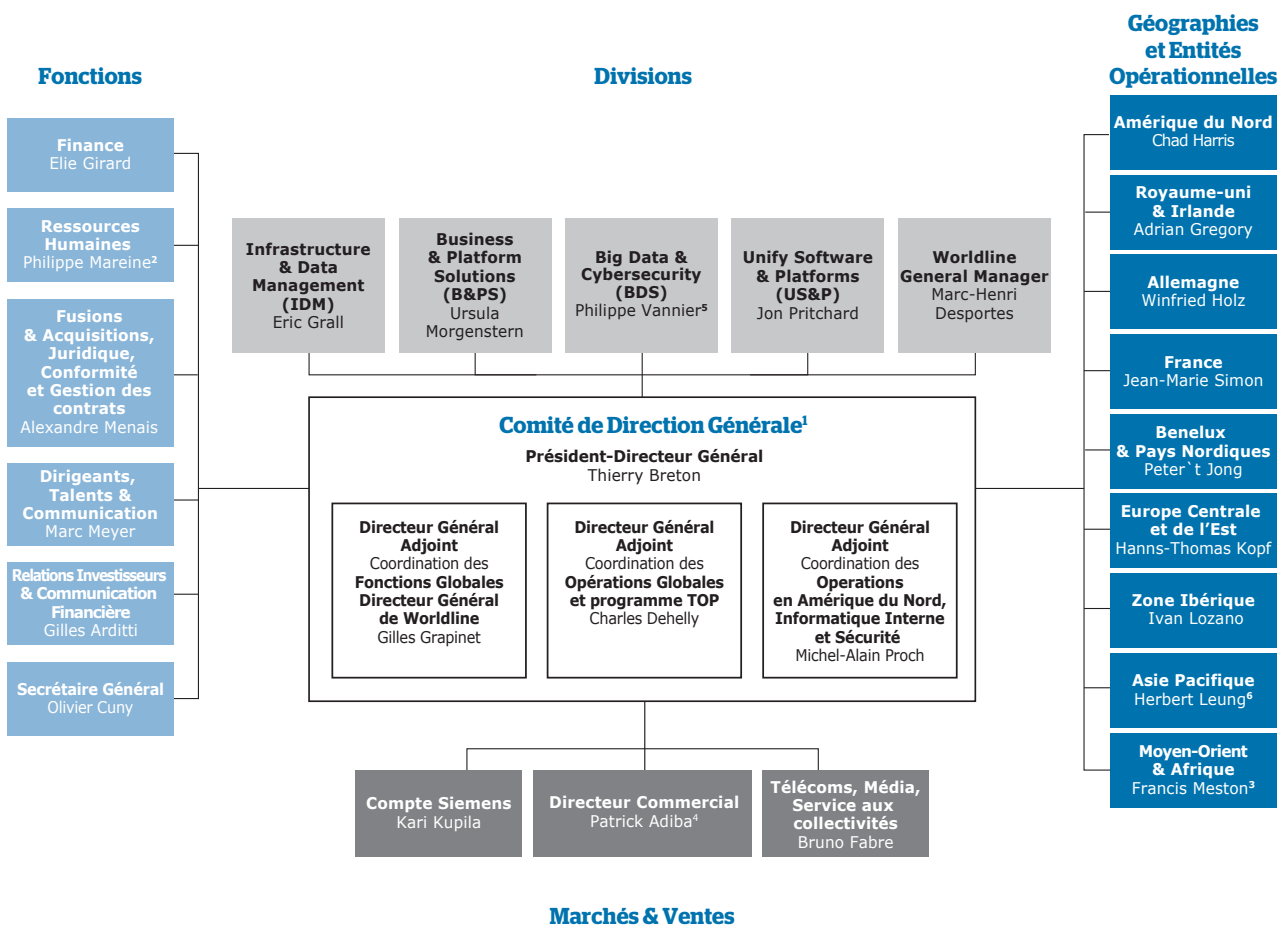 Fonctions
Finance
Elie Girard
Ressources
Humaines
Philippe Mareine²
Fusions
& Acquisitions,
Juridique,
Conformité
et Gestion des
contrats
Alexandre Menais
Dirigeants,
Talents &
Communication
Marc Meyer
Relations Investisseurs
& Communication
Financière
Gilles Arditti
Secrétaire Général
Olivier Cuny
Divisions
Infrastructure
& Data
Management
(IDM)
Eric Grall
Business
& Platform
Solutions
(B&PS)
Ursula
Morgenstern
Big Data &
Cybersecurity
(BDS)
Philippe Vannier⁵
Unify Software
& Platforms
(US&P)
Jon Pritchard
Worldline
General Manager
Marc-Henri
Desportes
Comité de Direction Générale¹
Président-Directeur Général
Thierry Breton
Directeur Général
Adjoint
Coordination des
Fonctions Globales
Directeur Général
de Worldline
Gilles Grapinet
Directeur Général
Adjoint
Coordination des
Opérations Globales
et programme TOP
Charles Dehelly
Directeur Général
Adjoint
Coordination des
Operations
en Amérique du Nord,
Informatique Interne
et Sécurité
Michel-Alain Proch
Compte Siemens
Kari Kupila
Directeur Commercial
Patrick Adiba⁴
Télécoms, Média,
Service aux
collectivités
Bruno Fabre
Marchés & Ventes
Géographies
et Entités
Opérationnelles
Amérique du Nord
Chad Harris
Royaume-uni
& Irlande
Adrian Gregory
Allemagne
Winfried Holz
France
Jean-Marie Simon
Benelux
& Pays Nordiques
Peter`t Jong
Europe Centrale
et de l'Est
Hanns-Thomas Kopf
Zone Ibérique
Ivan Lozano
Asie Pacifique
Herbert Leung⁶
Moyen-Orient
& Afrique
Francis Meston³